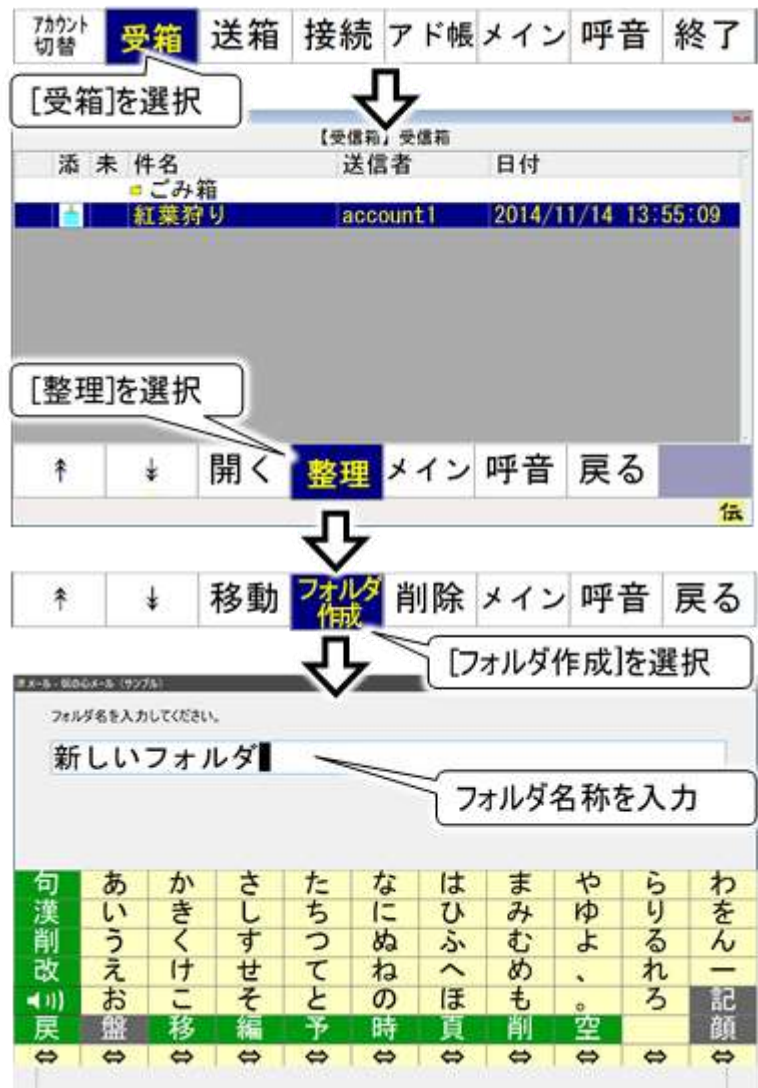 アカウント
切替 受箱 送箱 接続 アド帳 メイン 呼音 終了
[受箱]を選択
【受信箱】受信箱
添 未 件名 送信者 日付
ごみ箱
紅葉狩り account1 2014/11/14 13:55:09
[整理]を選択
↟ ↡ 開く 整理 メイン 呼音 戻る
伝
↟ ↡ 移動 フォルダ作成 削除 メイン 呼音 戻る
[フォルダ作成]を選択
フォルダ名を入力してください。
新しいフォルダ
フォルダ名称を入力
句 あ か さ た な は ま や ら わ
漢 い き し ち に ひ み ゆ り を
削 う く す つ ぬ ふ む よ る ん
改 え け せ て ね へ め 、 れ ー
お こ そ と の ほ も 。 ろ 記
戻 盤 移 編 予 時 頁 削 空 顔
⇔ ⇔ ⇔ ⇔ ⇔ ⇔ ⇔ ⇔ ⇔ ⇔ ⇔